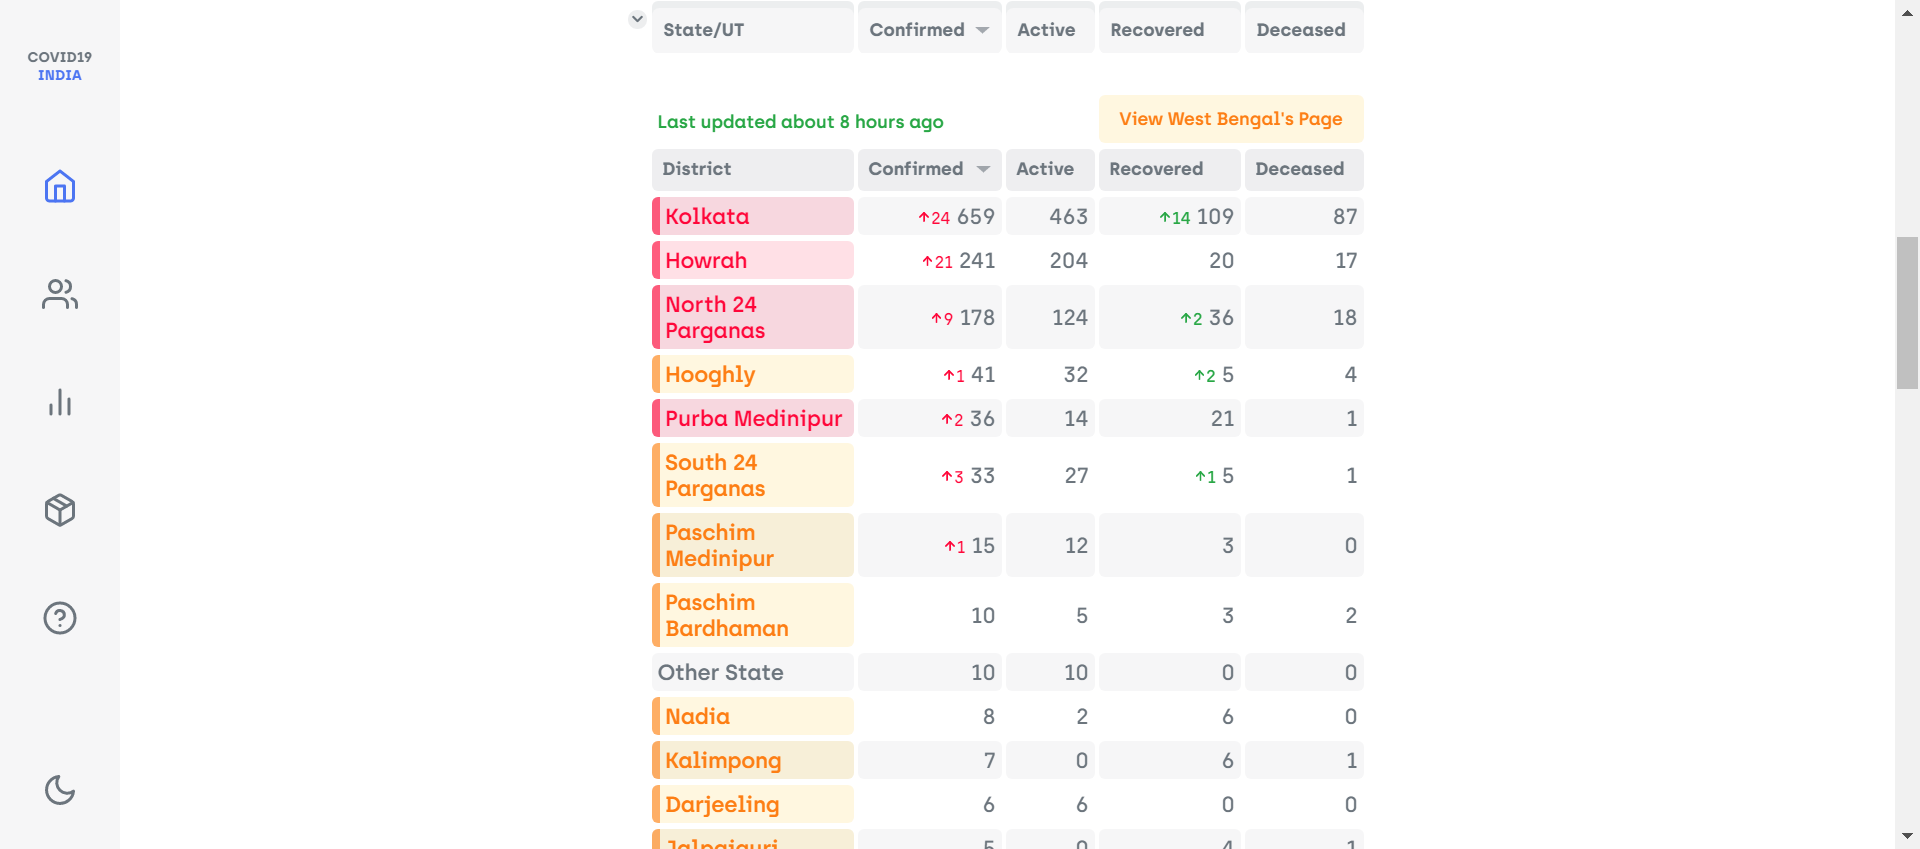 COVID19
INDIA
State/UT Confirmed Active Recovered Deceased
Last updated about 8 hours ago
View West Bengal's Page
District Confirmed Active Recovered Deceased
Kolkata ↑24 659 463 ↑14 109 87
Howrah ↑21 241 204 20 17
North 24
Parganas ↑9 178 124 ↑2 36 18
Hooghly ↑1 41 32 ↑2 5 4
Purba Medinipur ↑2 36 14 21 1
South 24
Parganas ↑3 33 27 ↑1 5 1
Paschim
Medinipur ↑1 15 12 3 0
Paschim
Bardhaman 10 5 3 2
Other State 10 10 0 0
Nadia 8 2 6 0
Kalimpong 7 0 6 1
Darjeeling 6 6 0 0
Jalpaiguri 5 0 4 1